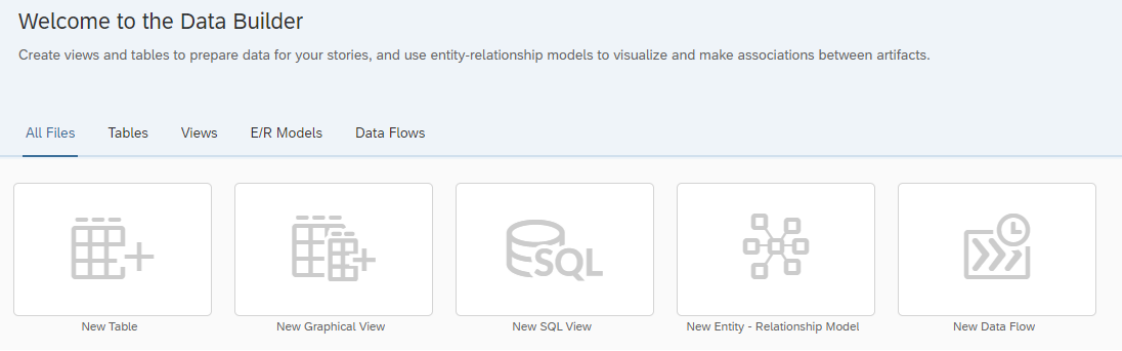 Welcome to the Data Builder
Create views and tables to prepare data for your stories, and use entity-relationship models to visualize and make associations between artifacts.
All Files Tables Views E/R Models Data Flows
SQL
New Table New Graphical View New SQL View New Entity - Relationship Model New Data Flow